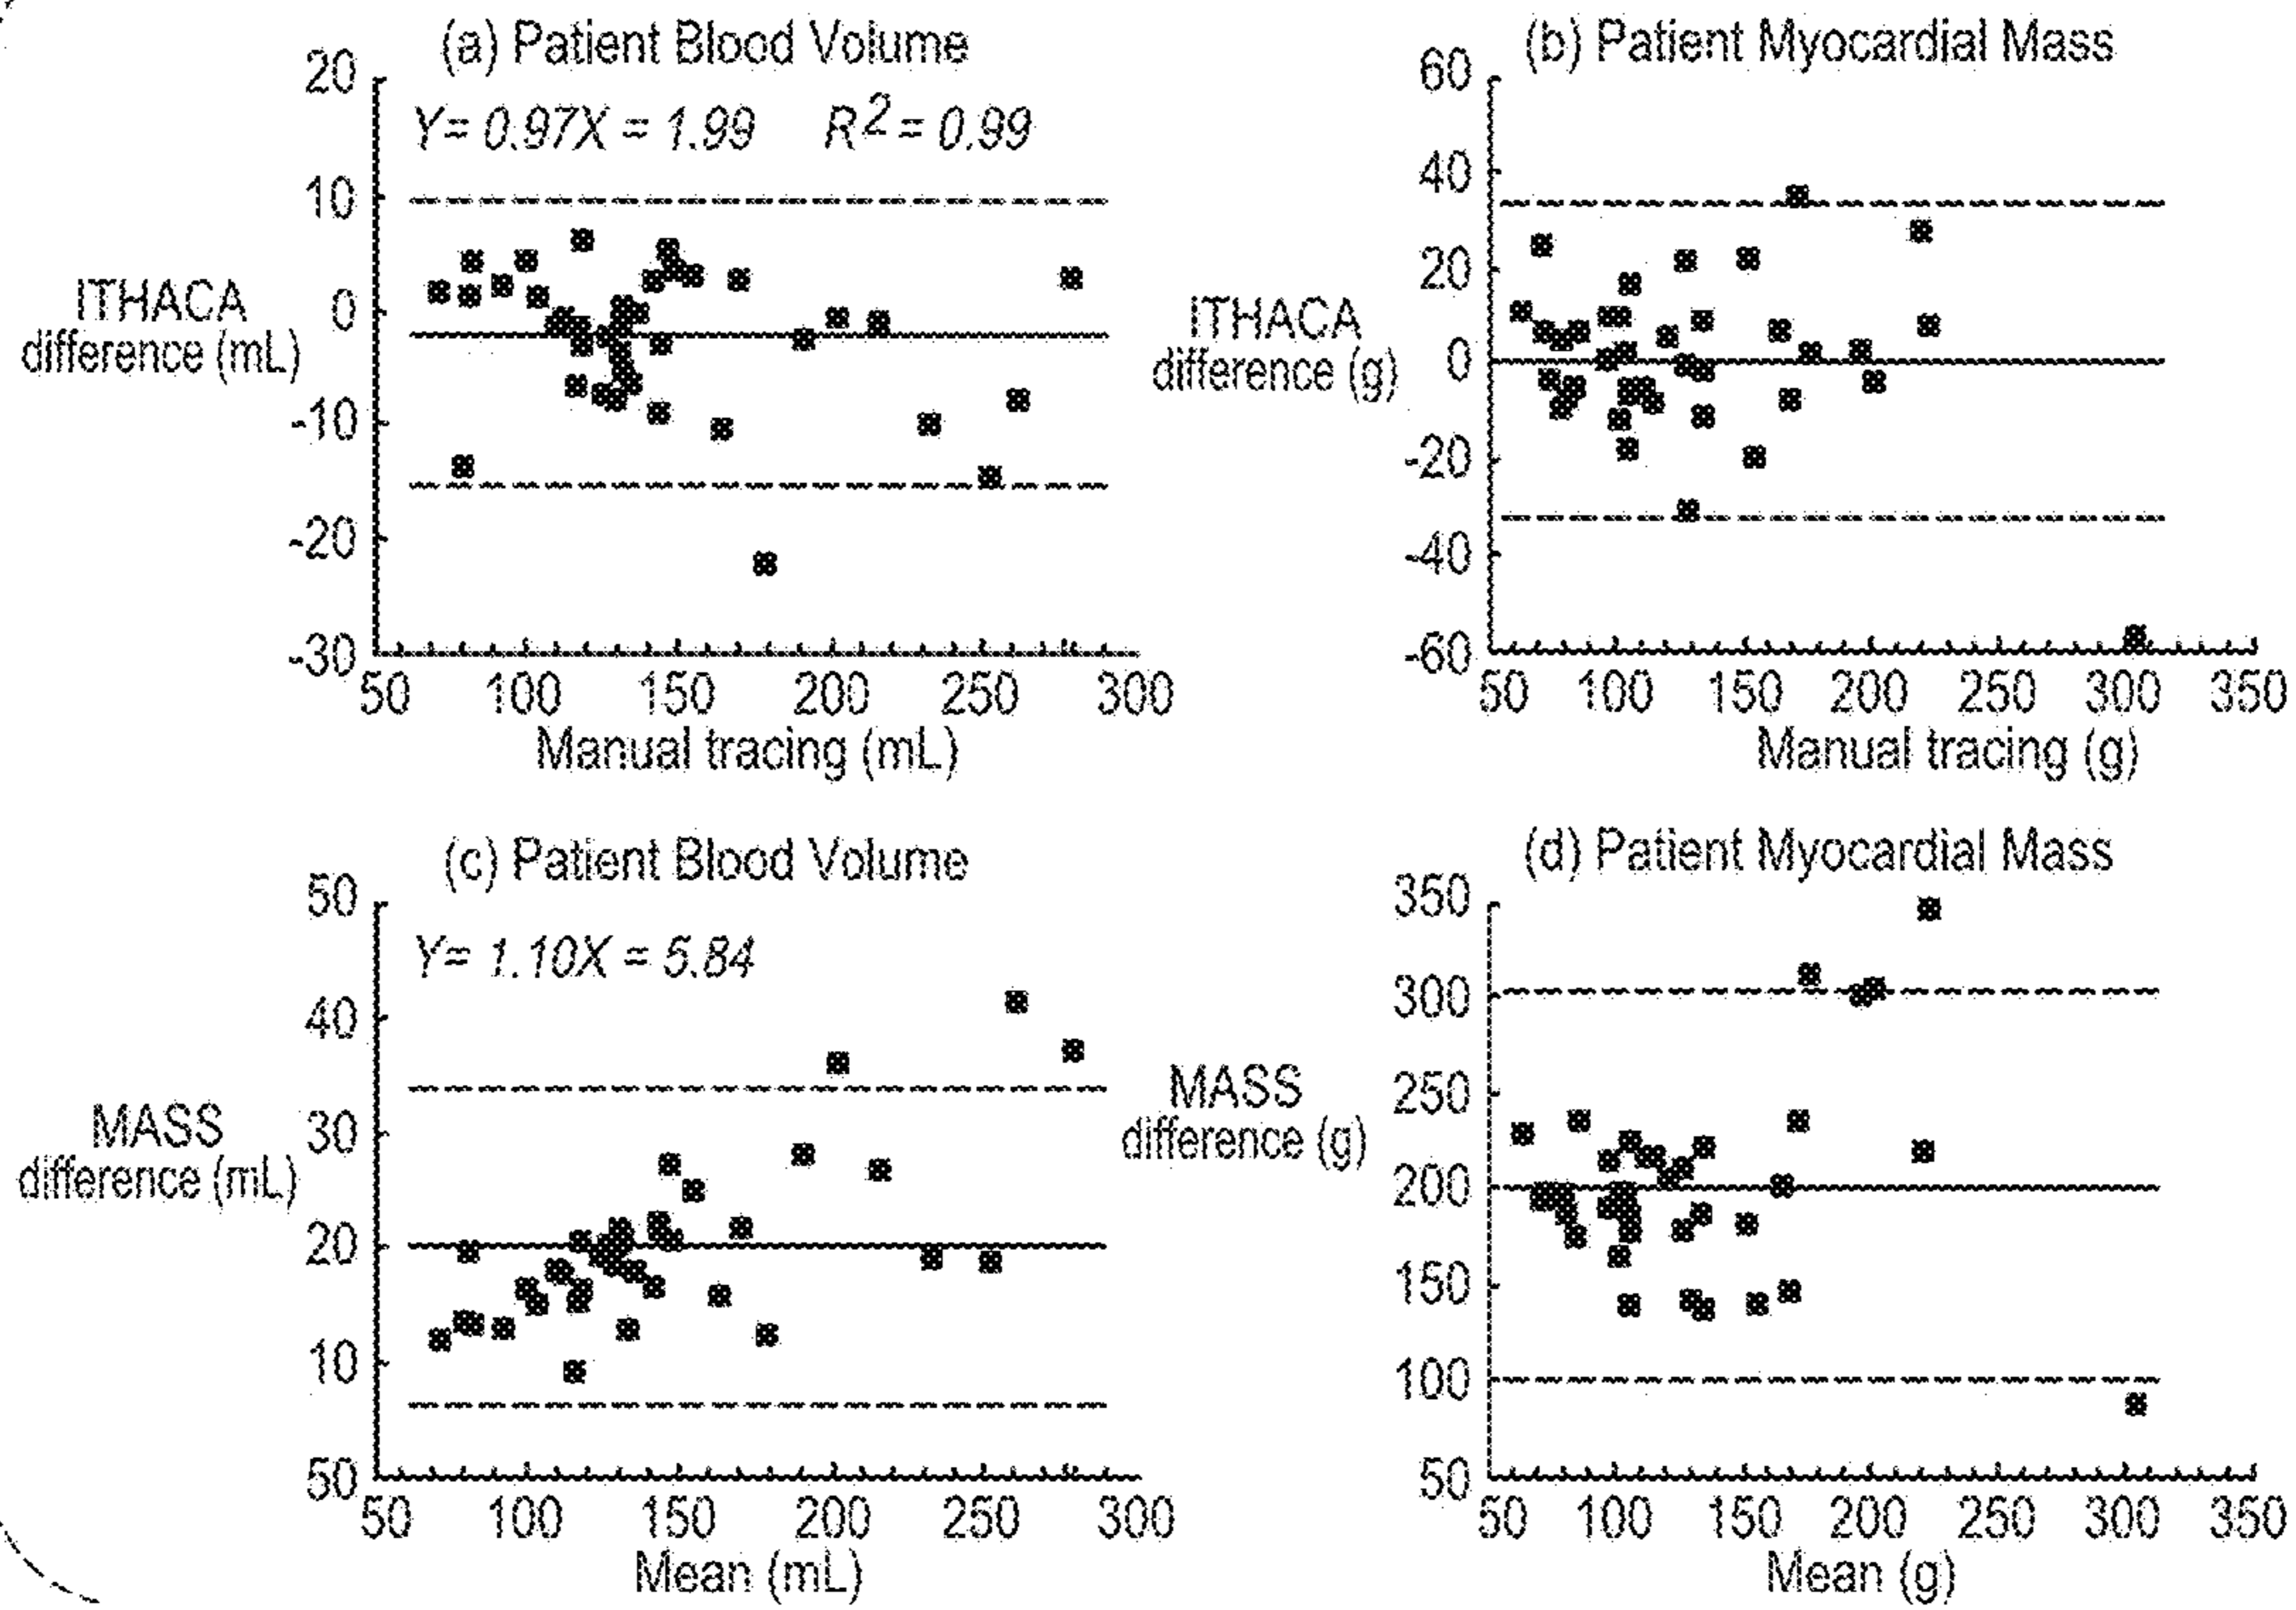 (a) Patient Blood Volume
Y= 0.97X = 1.99 R2 = 0.99
20
10
0
-10
-20
-30
ITHACA
difference (mL)
50 100 150 200 250 300
Manual tracing (mL)
(b) Patient Myocardial Mass
60
40
20
0
-20
-40
-60
ITHACA
difference (g)
50 100 150 200 250 300 350
Manual tracing (g)
(c) Patient Blood Volume
Y= 1.10X = 5.84
50
40
30
20
10
50
MASS
difference (mL)
50 100 150 200 250 300
Mean (mL)
(d) Patient Myocardial Mass
350
300
250
200
150
100
50
MASS
difference (g)
50 100 150 200 250 300 350
Mean (g)